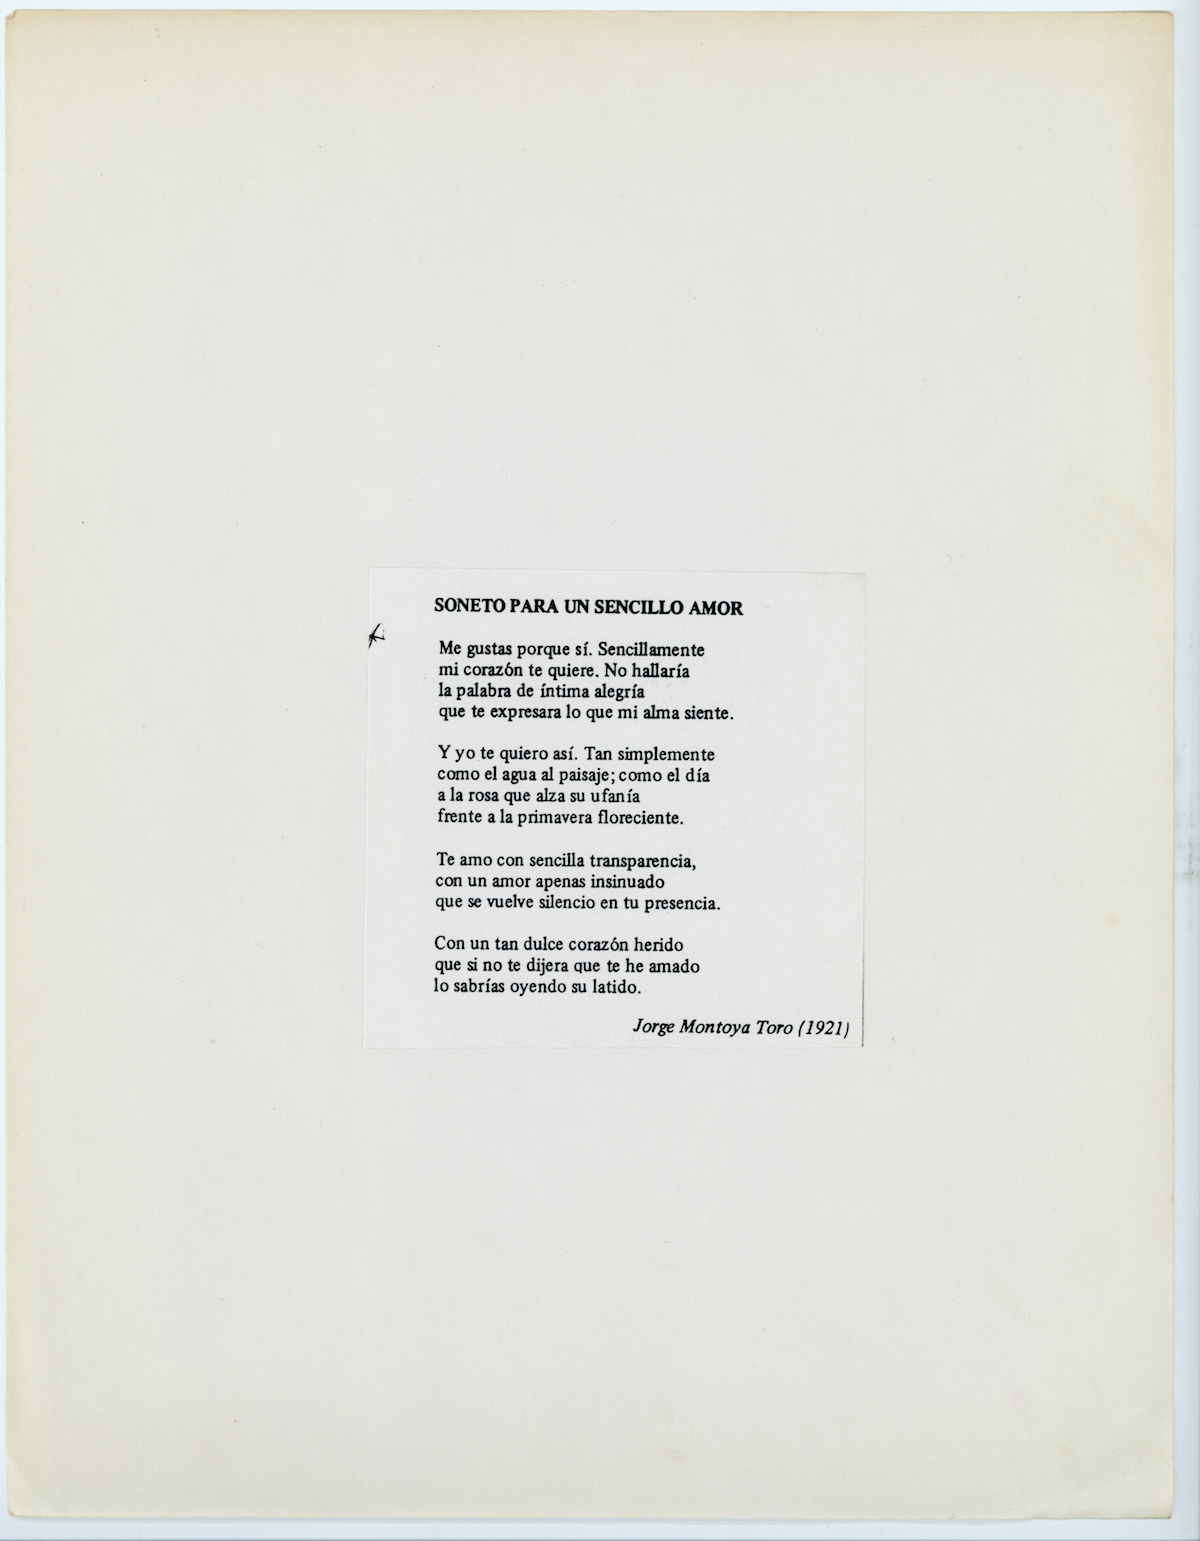 SONETO PARA UN SENCILLO AMOR
Me gustas porque sí. Sencillamente
mi corazón te quiere. No hallaría
la palabra de íntima alegría
que te expresara lo que mi alma siente.
Y yo te quiero así. Tan simplemente
como el agua al paisaje; como el día
a la rosa que alza su ufanía
frente a la primavera floreciente.
Te amo con sencilla transparencia,
con un amor apenas insinuado
que se vuelve silencio en tu presencia.
Con un tan dulce corazón herido
que si no te dijera que te he amado
lo sabrías oyendo su latido.
Jorge Montoya Toro (1921)